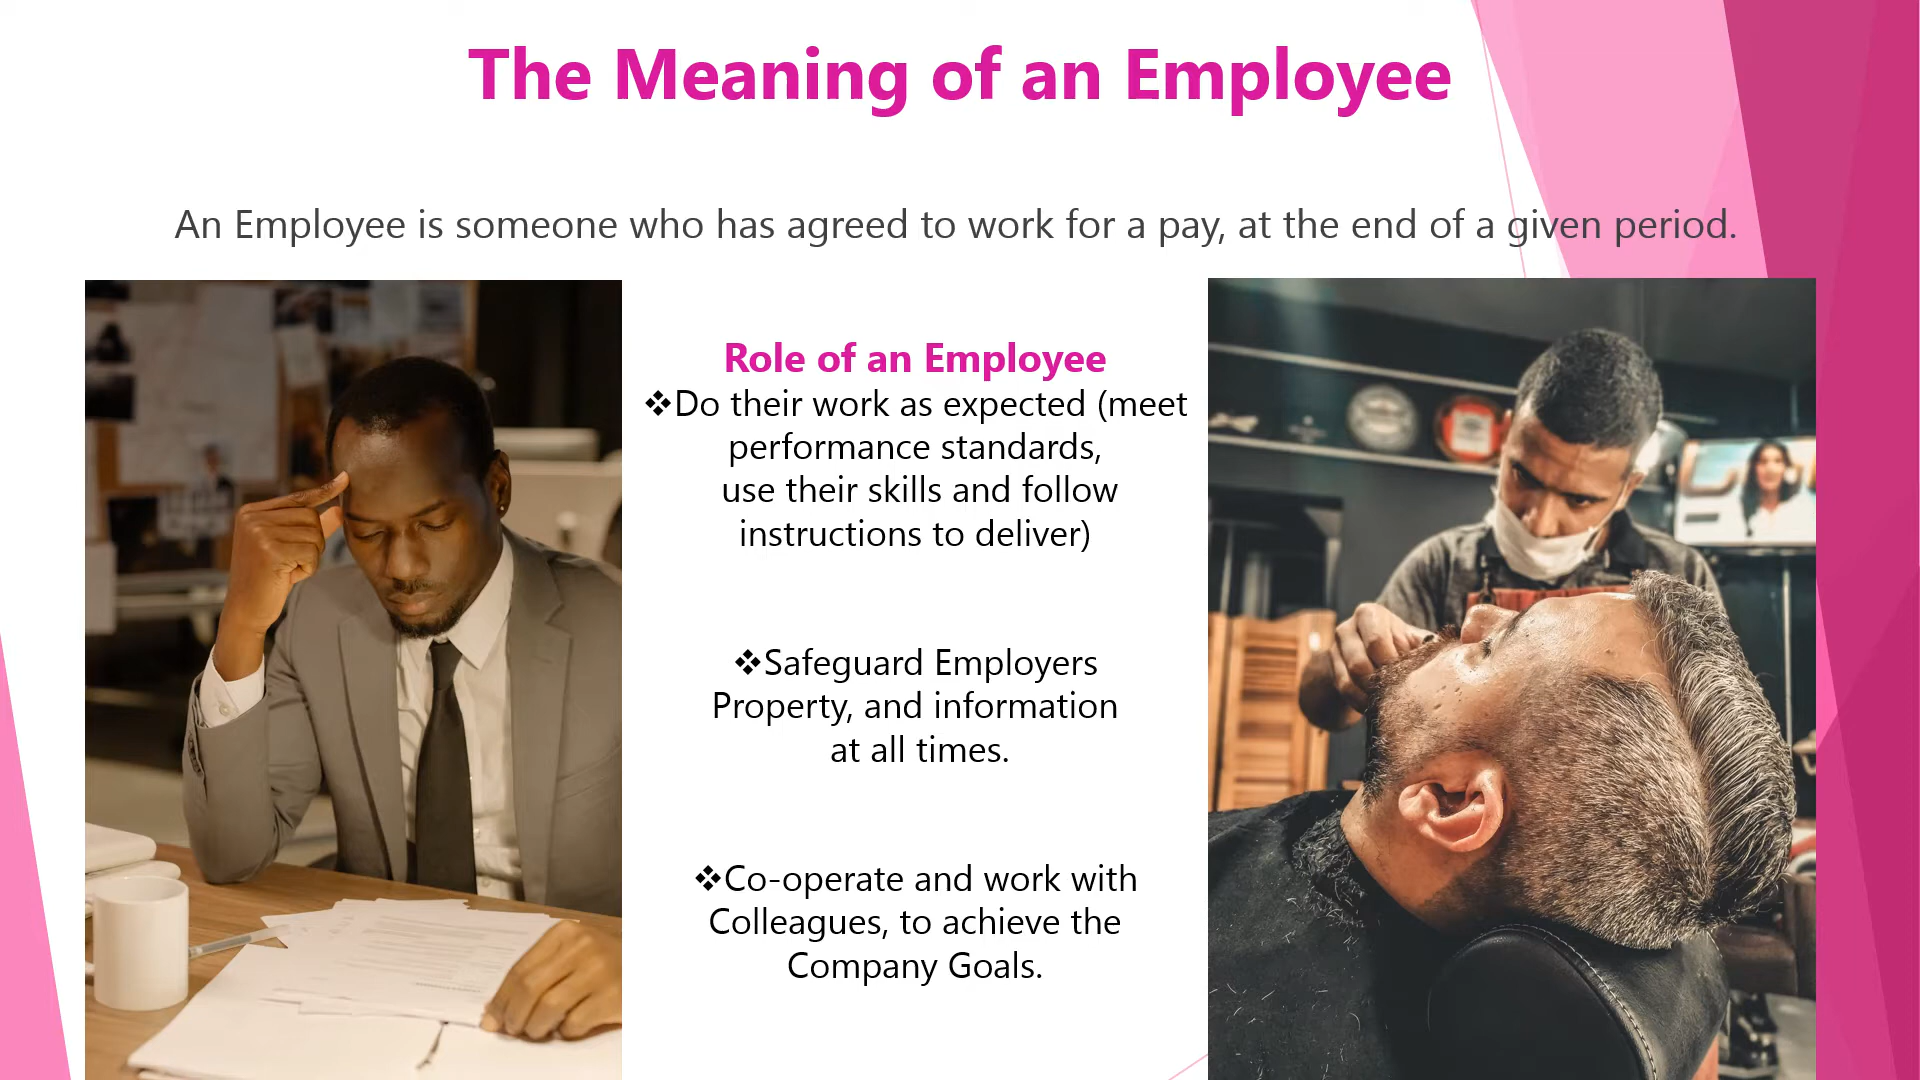 The Meaning of an Employee
An Employee is someone who has agreed to work for a pay, at the end of a given period.
Role of an Employee
❖Do their work as expected (meet
performance standards,
use their skills and follow
instructions to deliver)
❖Safeguard Employers
Property, and information
at all times.
❖Co-operate and work with
Colleagues, to achieve the
Company Goals.